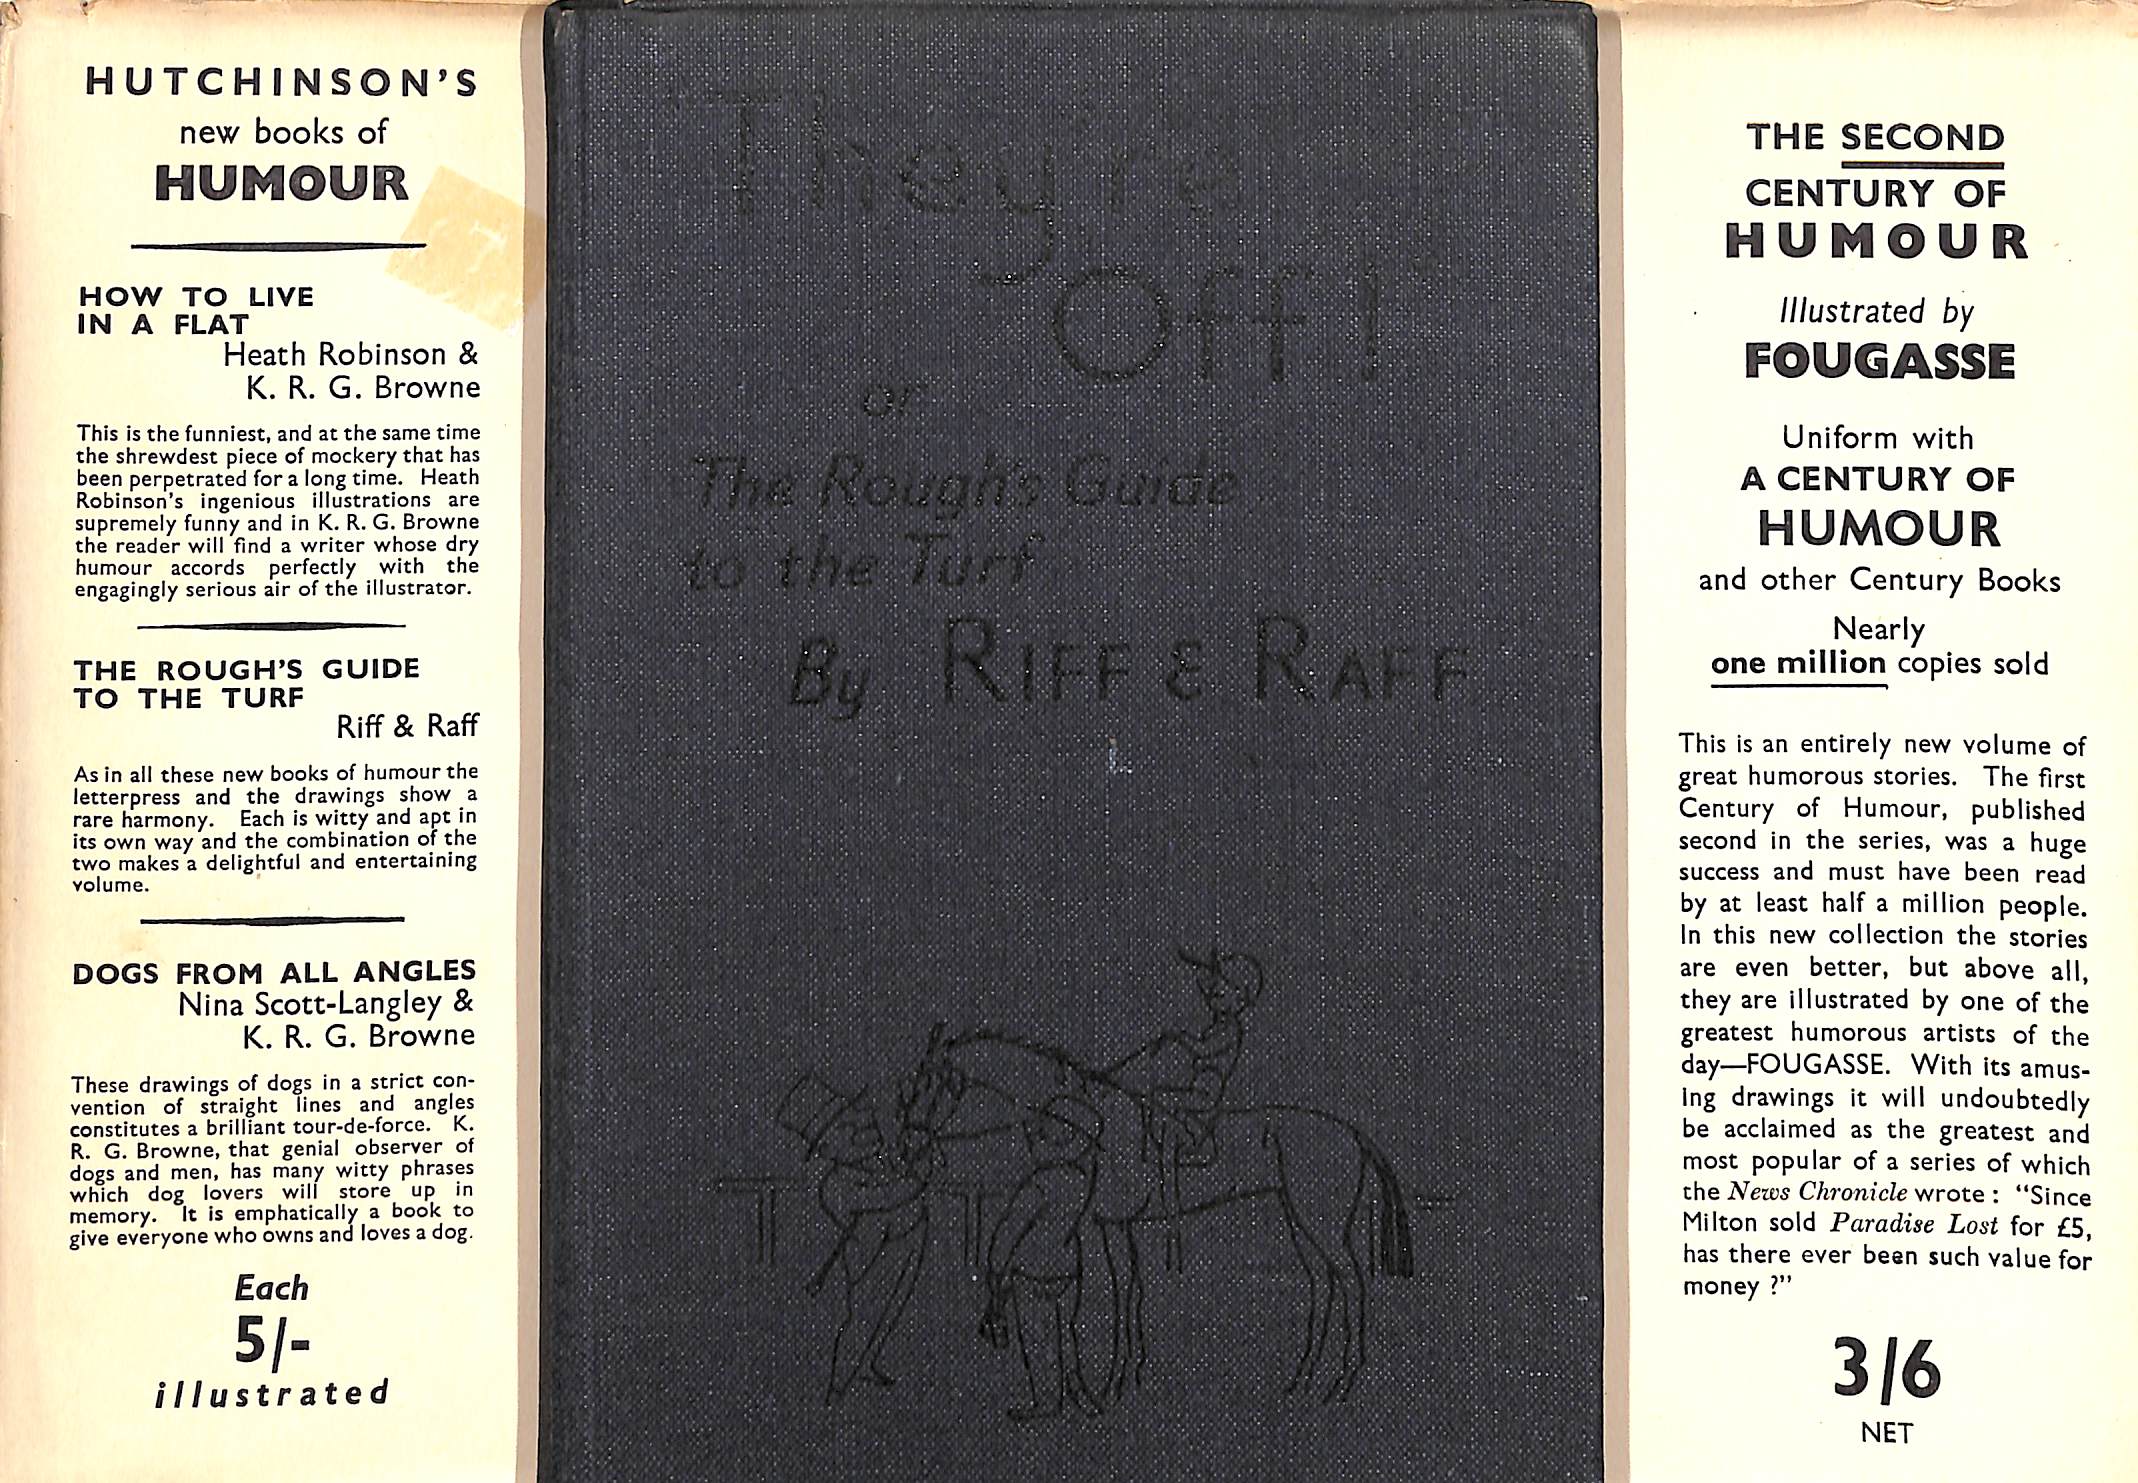 HUTCHINSON'S
new books of
HUMOUR
HOW TO LIVE
IN A FLAT
Heath Robinson &
K. R. G. Browne
This is the funniest, and at the same time
the shrewdest piece of mockery that has
been perpetrated for a long time. Heath
Robinson's ingenious illustrations are
supremely funny and in K. R. G. Browne
the reader will find a writer whose dry
humour accords perfectly with the
engagingly serious air of the illustrator.
THE ROUGH'S GUIDE
TO THE TURF
Riff & Raff
As in all these new books of humour the
letterpress and the drawings show a
rare harmony. Each is witty and apt in
its own way and the combination of the
two makes a delightful and entertaining
volume.
DOGS FROM ALL ANGLES
Nina Scott-Langley &
K. R. G. Browne
These drawings of dogs in a strict con-
vention of straight lines and angles
constitutes a brilliant tour-de-force. K.
R. G. Browne, that genial observer of
dogs and men, has many witty phrases
which dog lovers will store up in
memory. It is emphatically a book to
give everyone who owns and loves a dog.
Each
5/-
illustrated
They're
Off!
or
The Rough's Guide
to the Turf
By RIFF & RAFF
THE SECOND
CENTURY OF
HUMOUR
Illustrated by
FOUGASSE
Uniform with
A CENTURY OF
HUMOUR
and other Century Books
Nearly
one million copies sold
This is an entirely new volume of
great humorous stories. The first
Century of Humour, published
second in the series, was a huge
success and must have been read
by at least half a million people.
In this new collection the stories
are even better, but above all,
they are illustrated by one of the
greatest humorous artists of the
day—FOUGASSE. With its amus-
ing drawings it will undoubtedly
be acclaimed as the greatest and
most popular of a series of which
the News Chronicle wrote: "Since
Milton sold Paradise Lost for £5,
has there ever been such value for
money?"
3/6
NET